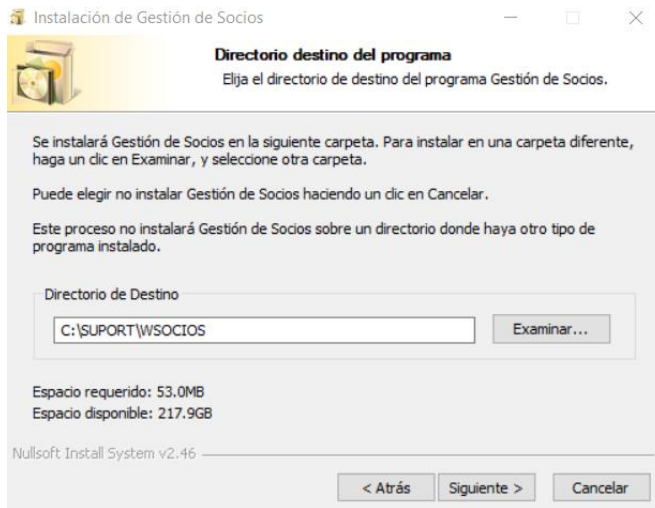 Instalación de Gestión de Socios
Directorio destino del programa
Elija el directorio de destino del programa Gestión de Socios.
Se instalará Gestión de Socios en la siguiente carpeta. Para instalar en una carpeta diferente,
haga un clic en Examinar, y seleccione otra carpeta.
Puede elegir no instalar Gestión de Socios haciendo un clic en Cancelar.
Este proceso no instalará Gestión de Socios sobre un directorio donde haya otro tipo de
programa instalado.
Directorio de Destino
C:\SUPORT\WSOCIOS
Examinar...
Espacio requerido: 53.0MB
Espacio disponible: 217.9GB
Nullsoft Install System v2.46
< Atrás Siguiente > Cancelar